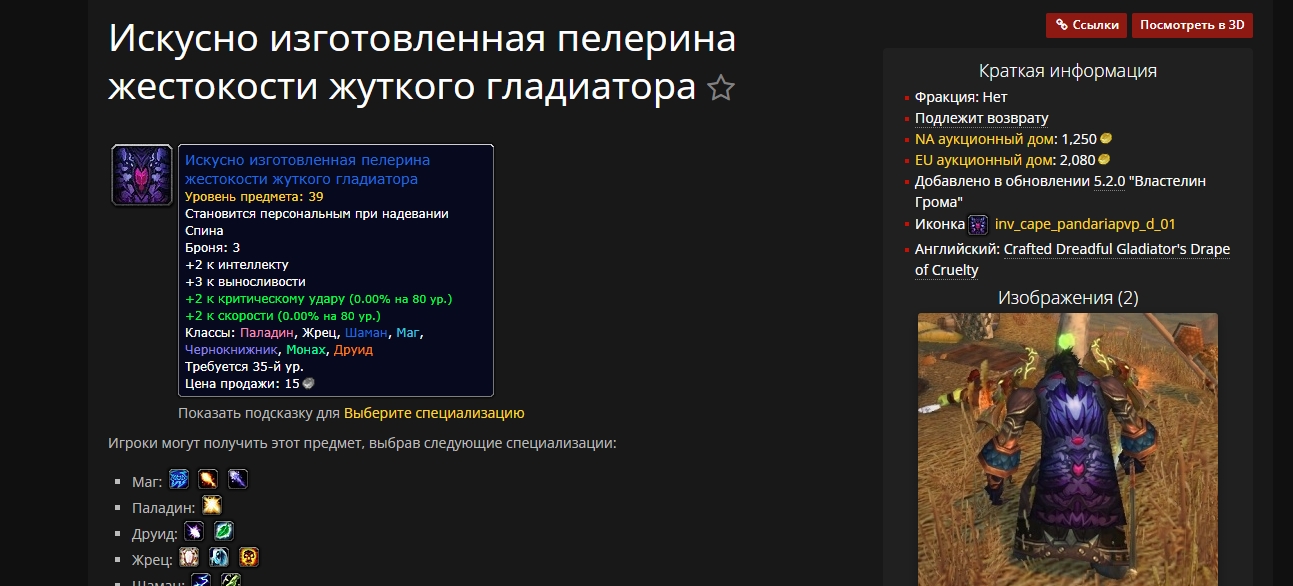 Искусно изготовленная пелерина
жестокости жуткого гладиатора
Искусно изготовленная пелерина
жестокости жуткого гладиатора
Уровень предмета: 39
Становится персональным при надевании
Спина
Броня: 3
+2 к интеллекту
+3 к выносливости
+2 к критическому удару (0.00% на 80 ур.)
+2 к скорости (0.00% на 80 ур.)
Классы: Паладин, Жрец, Шаман, Маг,
Чернокнижник, Монах, Друид
Требуется 35-й ур.
Цена продажи: 15
Показать подсказку для Выберите специализацию
Игроки могут получить этот предмет, выбрав следующие специализации:
Маг:
Паладин:
Друид:
Жрец:
Шаман:
Ссылки
Посмотреть в 3D
Краткая информация
Фракция: Нет
Подлежит возврату
NA аукционный дом: 1,250
EU аукционный дом: 2,080
Добавлено в обновлении 5.2.0 "Властелин
Грома"
Иконка inv_cape_pandariapvp_d_01
Английский: Crafted Dreadful Gladiator's Drape
of Cruelty
Изображения (2)